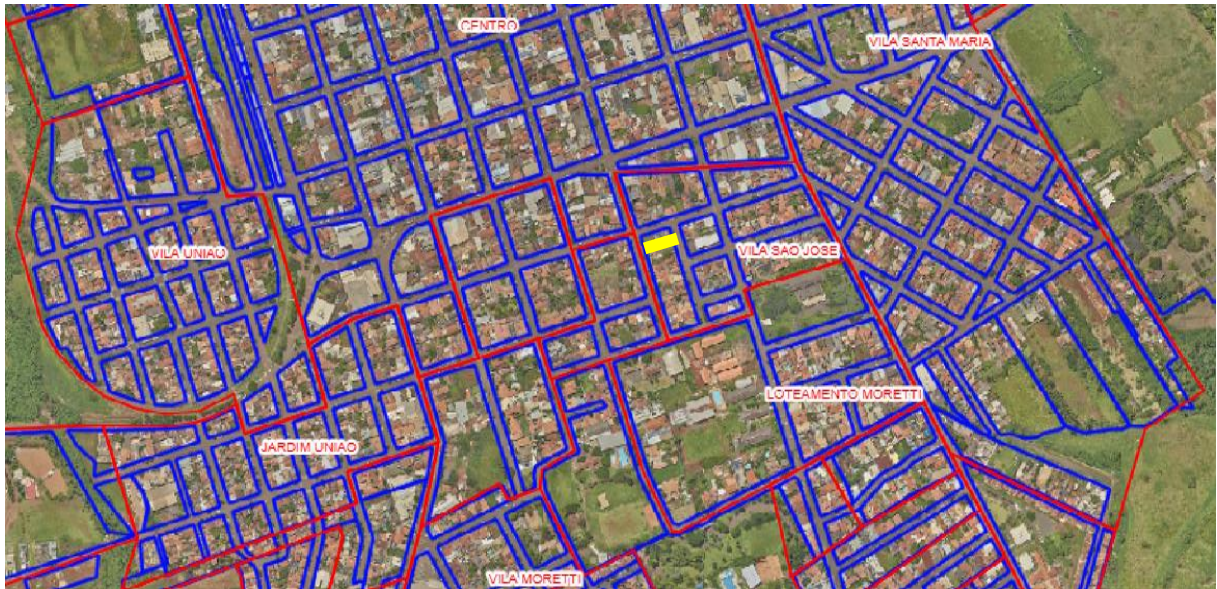 CENTRO
VILA SANTA MARIA
VILA UNIAO
VILA SAO JOSE
LOTEAMENTO MORETTI
JARDIM UNIAO
VILA MORETTI